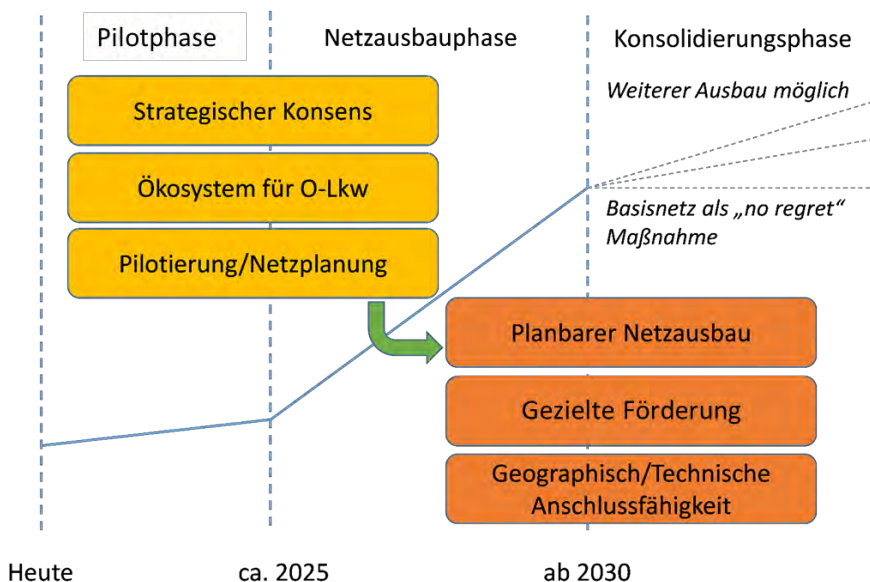 Pilotphase
Netzausbauphase
Konsolidierungsphase
Strategischer Konsens
Ökosystem für O-Lkw
Pilotierung/Netzplanung
Weiterer Ausbau möglich
Basisnetz als „no regret“
Maßnahme
Planbarer Netzausbau
Gezielte Förderung
Geographisch/Technische
Anschlussfähigkeit
Heute
ca. 2025
ab 2030